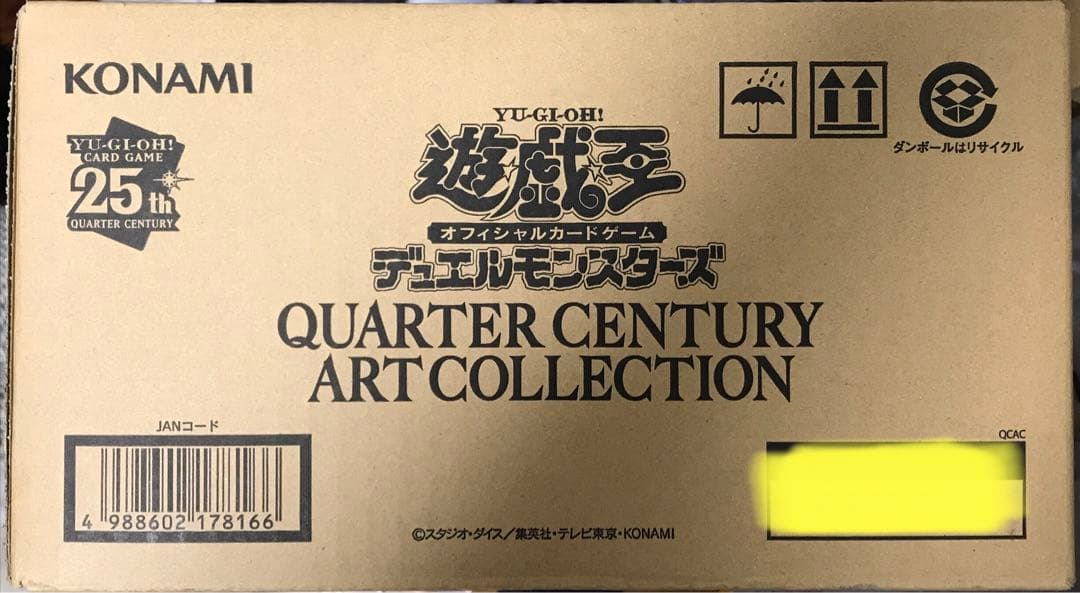 KONAMI
YU-GI-OH!
CARD GAME
25th
QUARTER CENTURY
YU-GI-OH!
遊戯王
オフィシャルカードゲーム
デュエルモンスターズ
QUARTER CENTURY
ART COLLECTION
ダンボールはリサイクル
JANコード
4 988602 178166
QCAC
©スタジオ・ダイス/集英社・テレビ東京・KONAMI